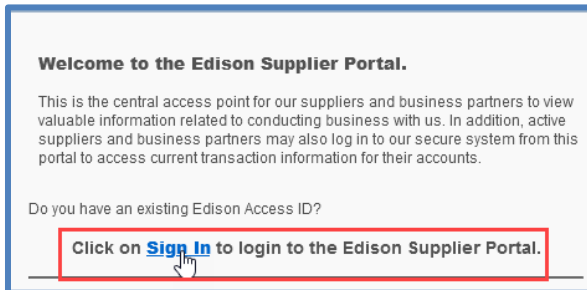 Welcome to the Edison Supplier Portal.
This is the central access point for our suppliers and business partners to view
valuable information related to conducting business with us. In addition, active
suppliers and business partners may also log in to our secure system from this
portal to access current transaction information for their accounts.
Do you have an existing Edison Access ID?
Click on Sign In to login to the Edison Supplier Portal.